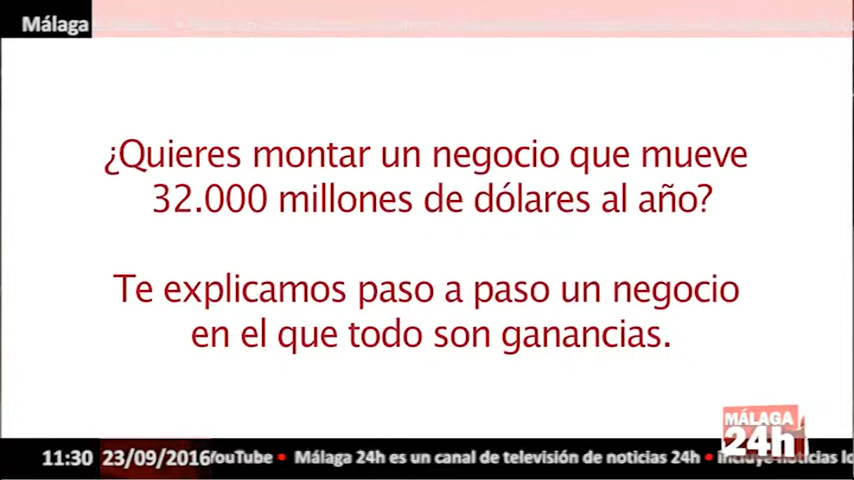 Málaga
¿Quieres montar un negocio que mueve
32.000 millones de dólares al año?
Te explicamos paso a paso un negocio
en el que todo son ganancias.
MÁLAGA
24h
11:30 23/09/2016 YouTube • Málaga 24h es un canal de televisión de noticias 24h • Incluye noticias lo